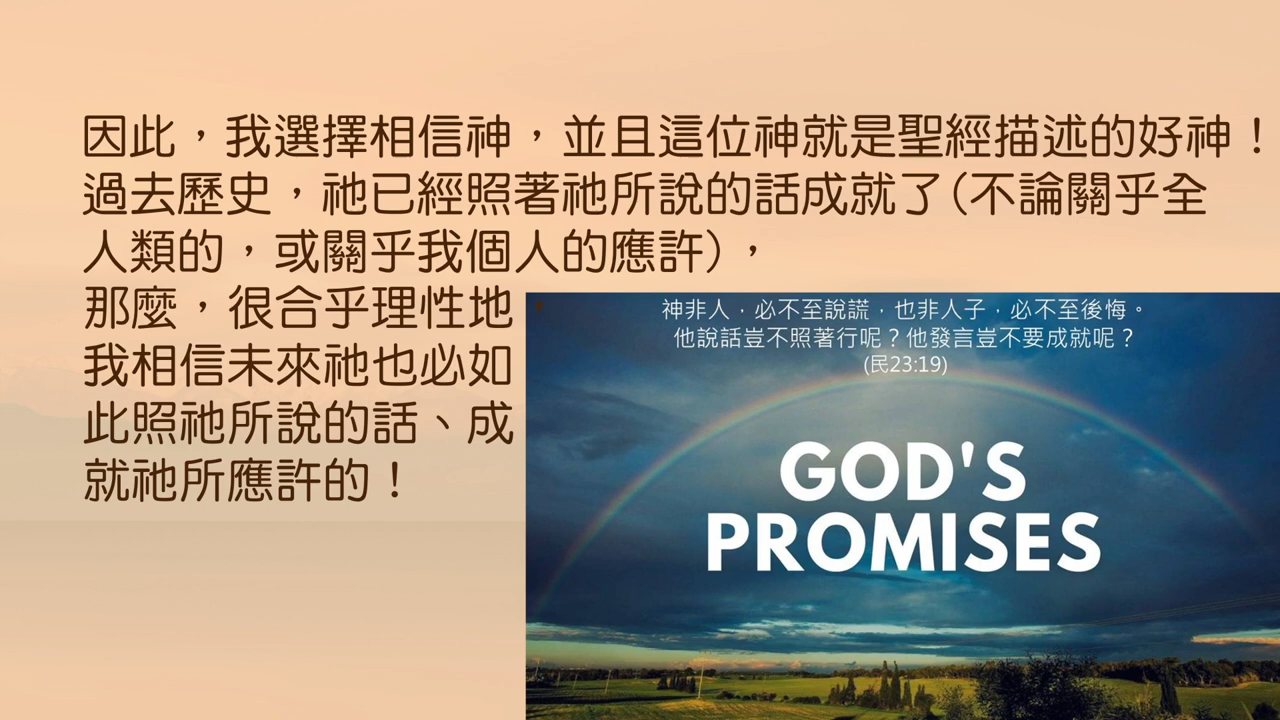 因此，我選擇相信神，並且這位神就是聖經描述的好神！
過去歷史，祂已經照著祂所說的話成就了(不論關乎全
人類的，或關乎我個人的應許)，
那麼，很合乎理性地
我相信未來祂也必如
此照祂所說的話、成
就祂所應許的！
神非人，必不至說謊，也非人子，必不至後悔。
他說話豈不照著行呢？他發言豈不要成就呢？
(民23:19)
GOD'S
PROMISES